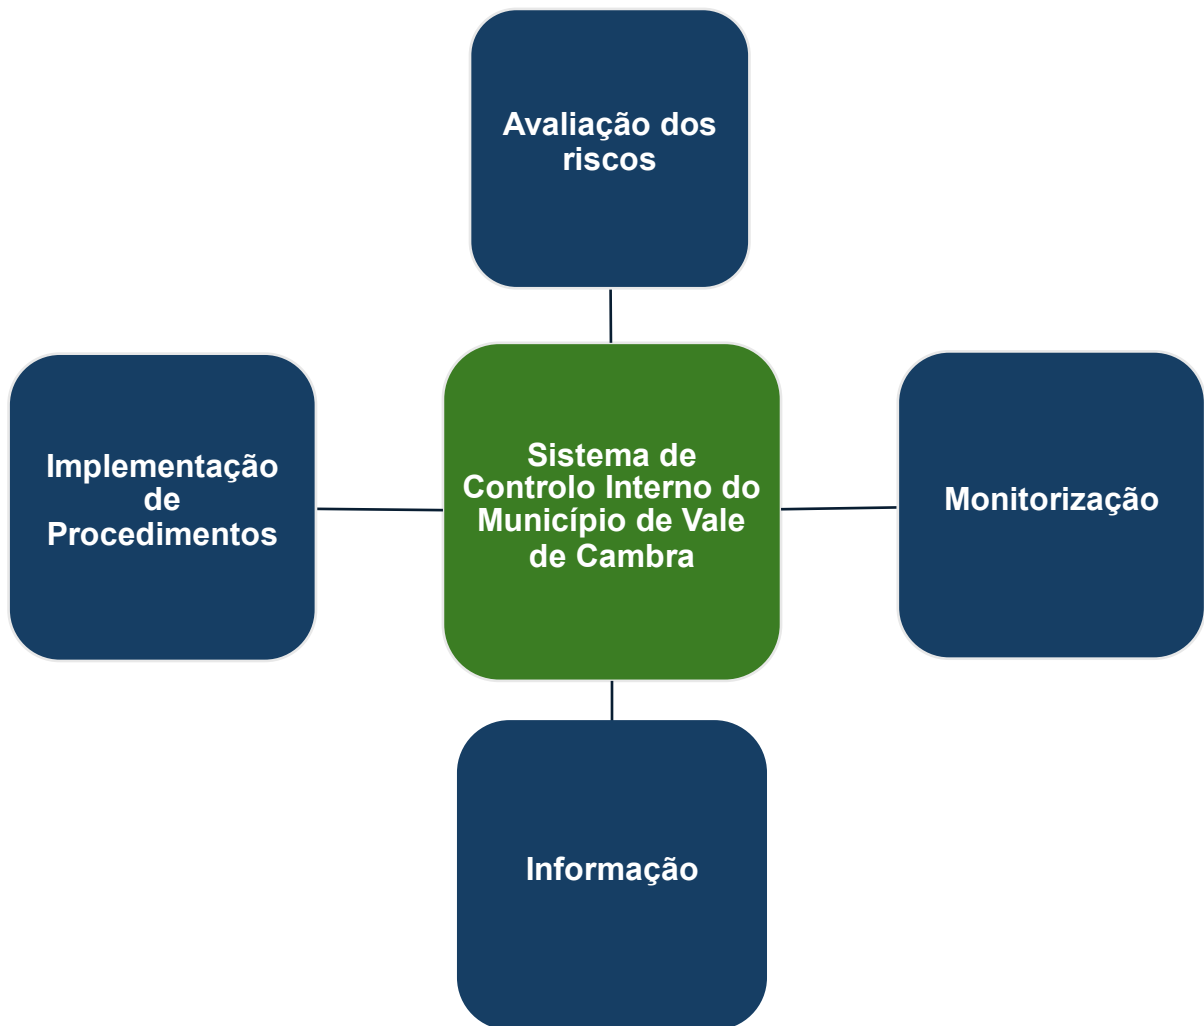 Avaliação dos
riscos
Implementação
de
Procedimentos
Sistema de
Controlo Interno do
Município de Vale
de Cambra
Monitorização
Informação